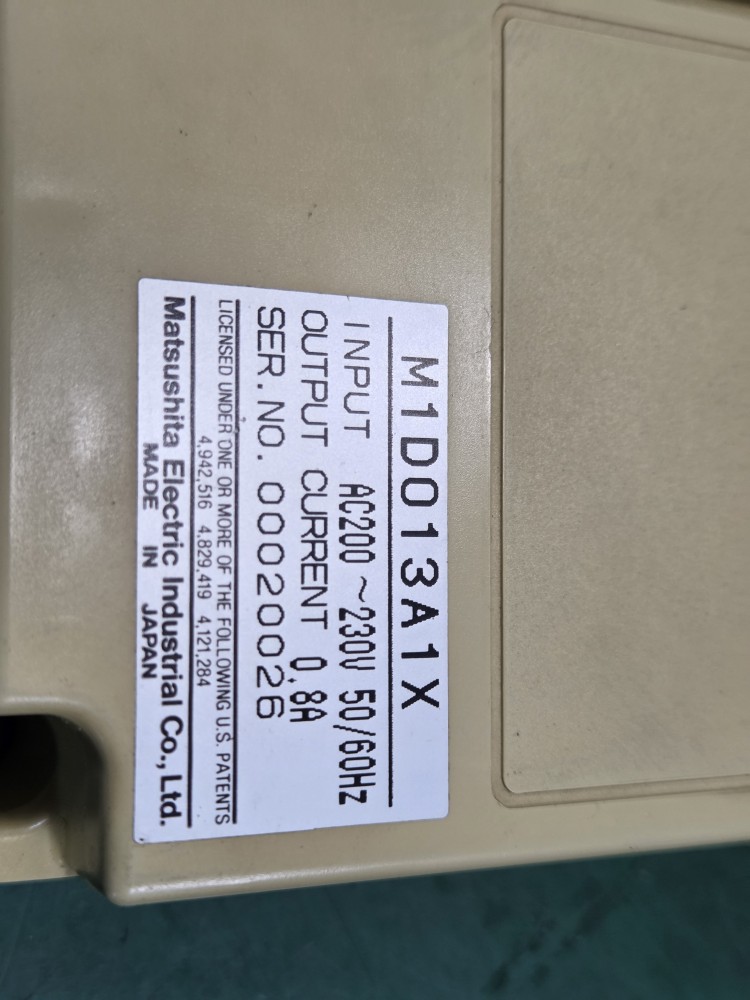 M1D013A1X
INPUT AC200～230V 50/60Hz
OUTPUT CURRENT 0.8A
SER.NO. 00020026
LICENSED UNDER ONE OR MORE OF THE FOLLOWING U.S. PATENTS
4,942,516 4,829,419 4,121,284
Matsushita Electric Industrial Co., Ltd.
MADE IN JAPAN